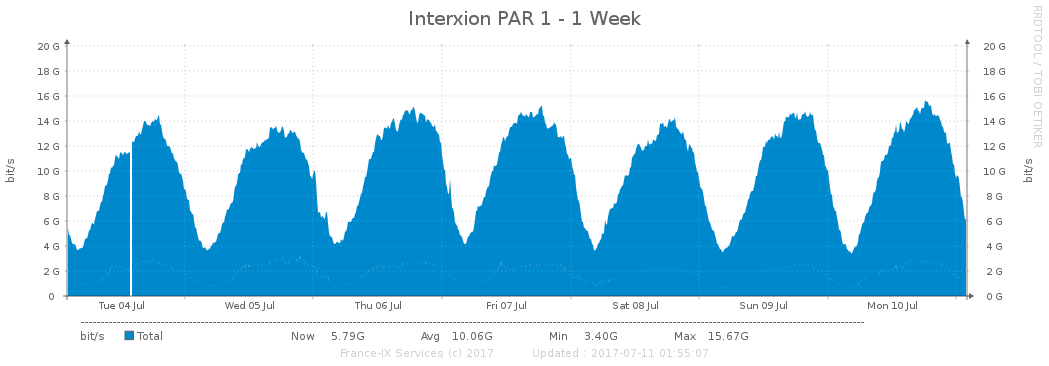 Interxion PAR 1 - 1 Week
RRDTOOL / TOBI OETIKER
bit/s
bit/s
20 G 20 G
18 G 18 G
16 G 16 G
14 G 14 G
12 G 12 G
10 G 10 G
8 G 8 G
6 G 6 G
4 G 4 G
2 G 2 G
0 0 G
Tue 04 Jul Wed 05 Jul Thu 06 Jul Fri 07 Jul Sat 08 Jul Sun 09 Jul Mon 10 Jul
bit/s Total Now 5.79G Avg 10.06G Min 3.40G Max 15.67G
France-IX Services (c) 2017 Updated : 2017-07-11 01:55:07